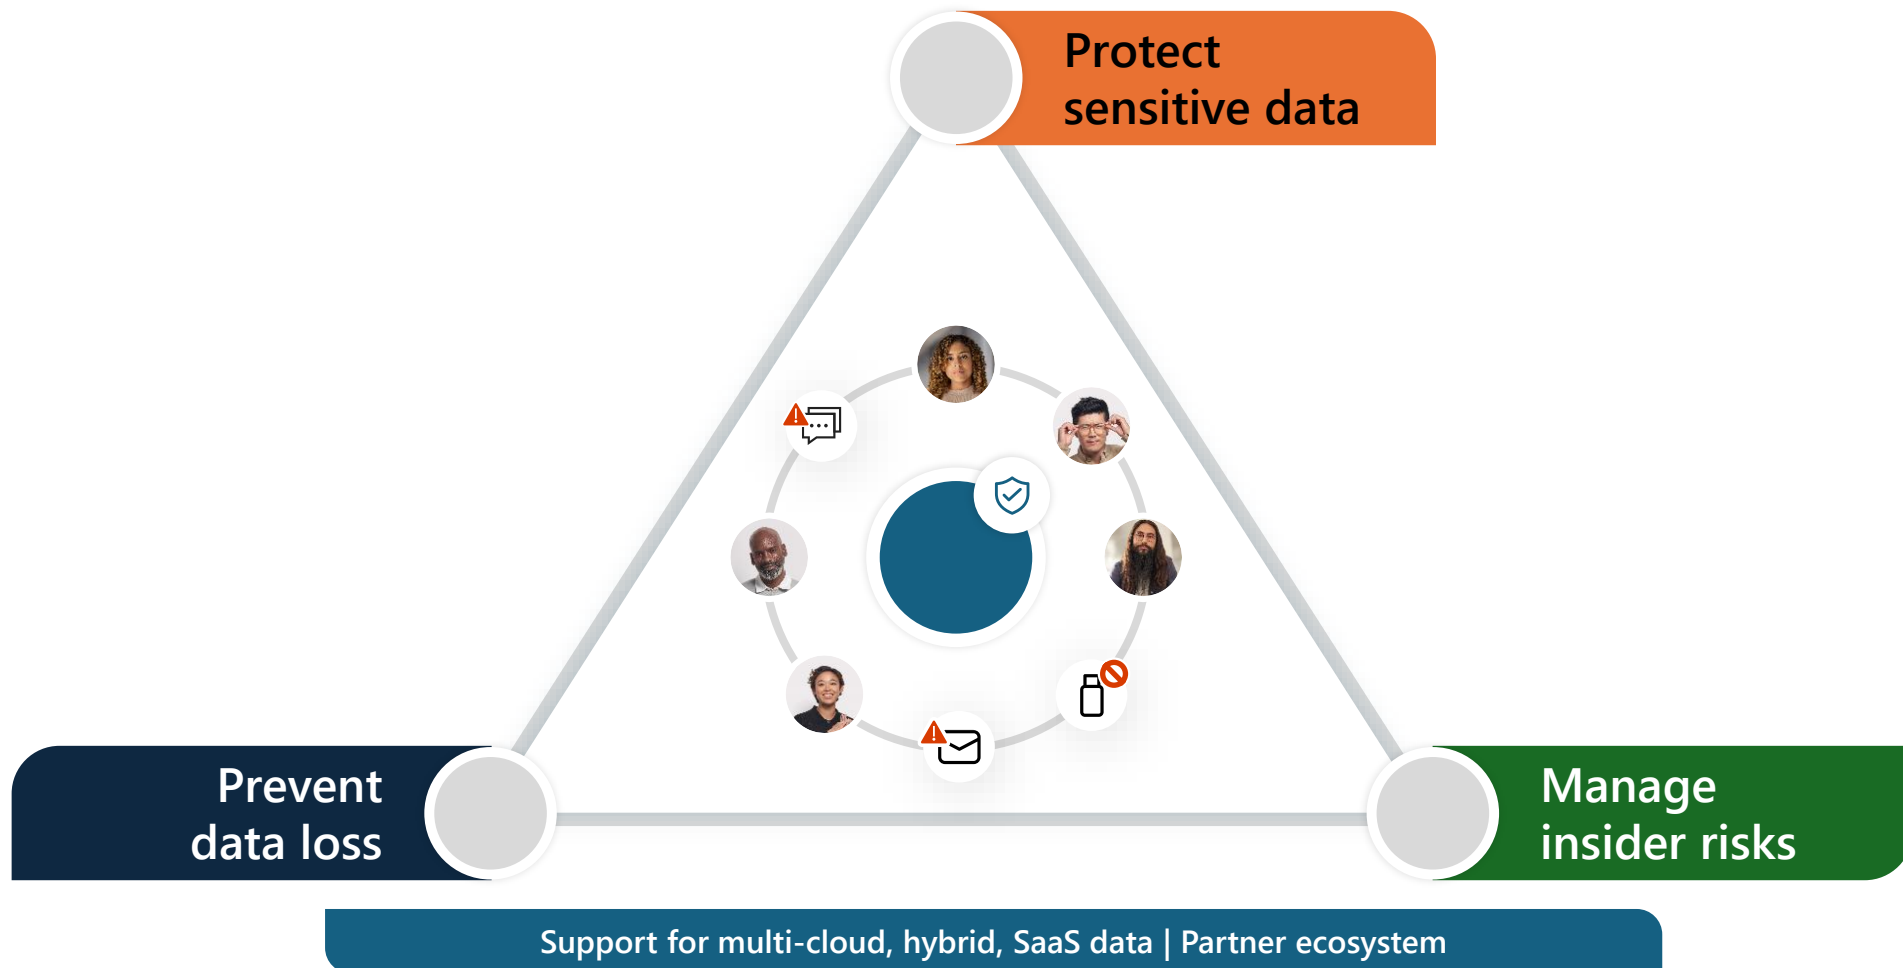 Protect
sensitive data
Prevent
data loss
Manage
insider risks
Support for multi-cloud, hybrid, SaaS data | Partner ecosystem